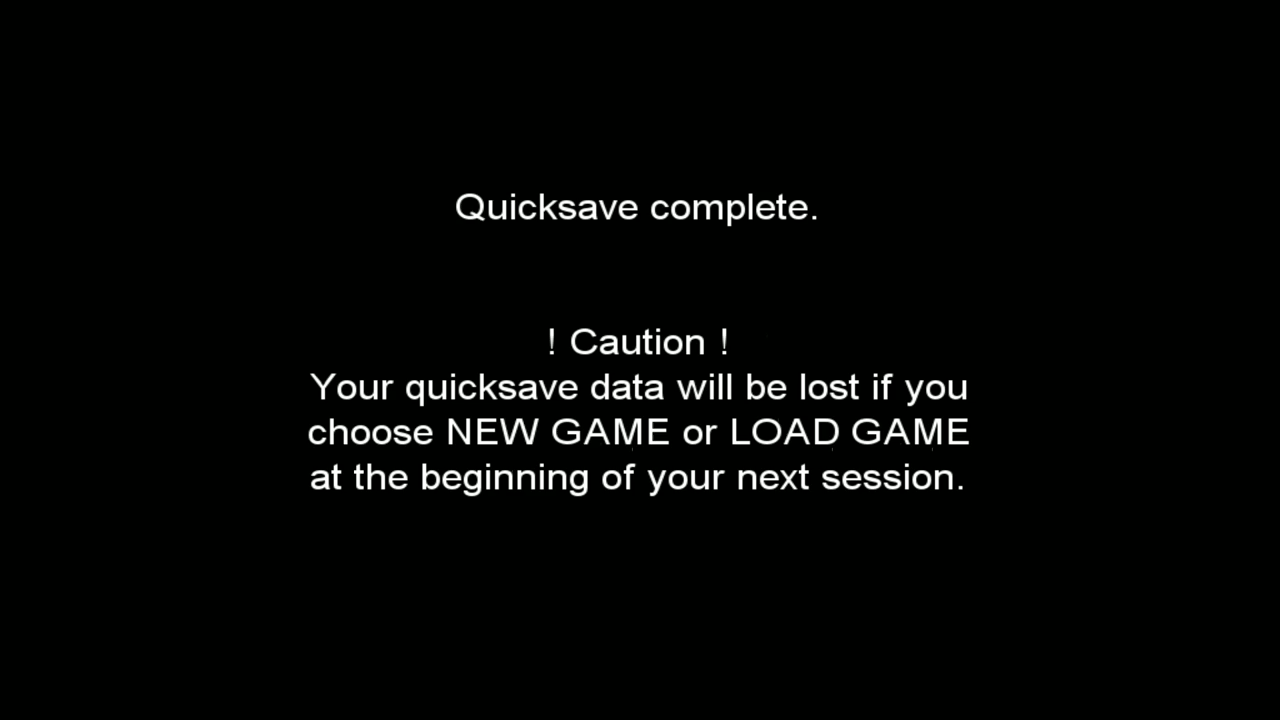 Quicksave complete.
! Caution !
Your quicksave data will be lost if you
choose NEW GAME or LOAD GAME
at the beginning of your next session.